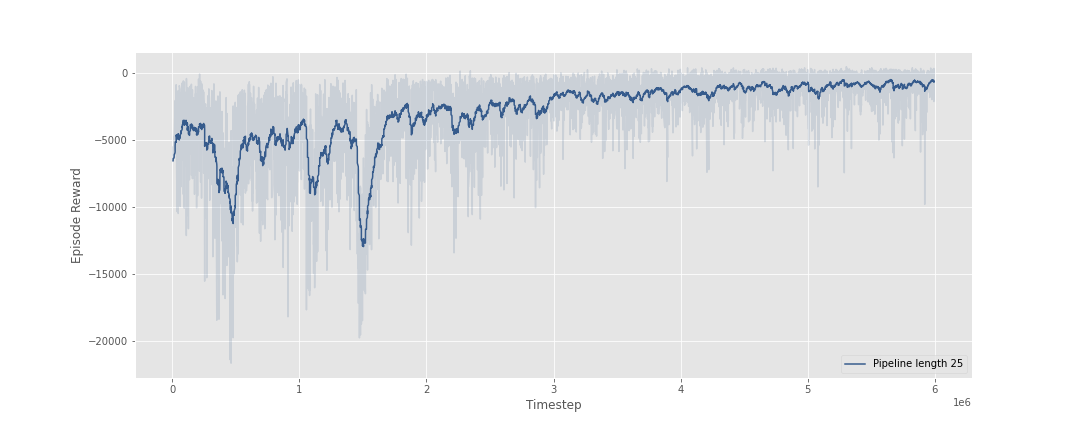 0
−5000
−10000
−15000
−20000
Episode Reward
Pipeline length 25
0 1 2 3 4 5 6
1e6
Timestep